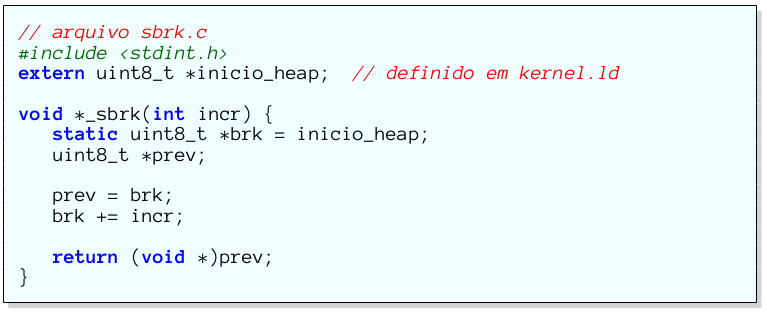 // arquivo sbrk.c
#include <stdint.h>
extern uint8_t *inicio_heap;  // definido em kernel.ld

void *_sbrk(int incr) {
   static uint8_t *brk = inicio_heap;
   uint8_t *prev;

   prev = brk;
   brk += incr;

   return (void *)prev;
}